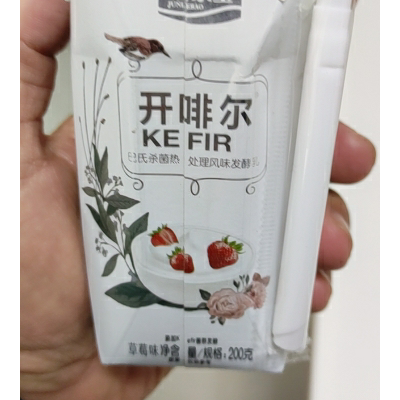 JUNLEBAO
开啡尔
KE FIR
巴氏杀菌热 处理风味发酵乳
草莓味 净含 量/规格: 200克